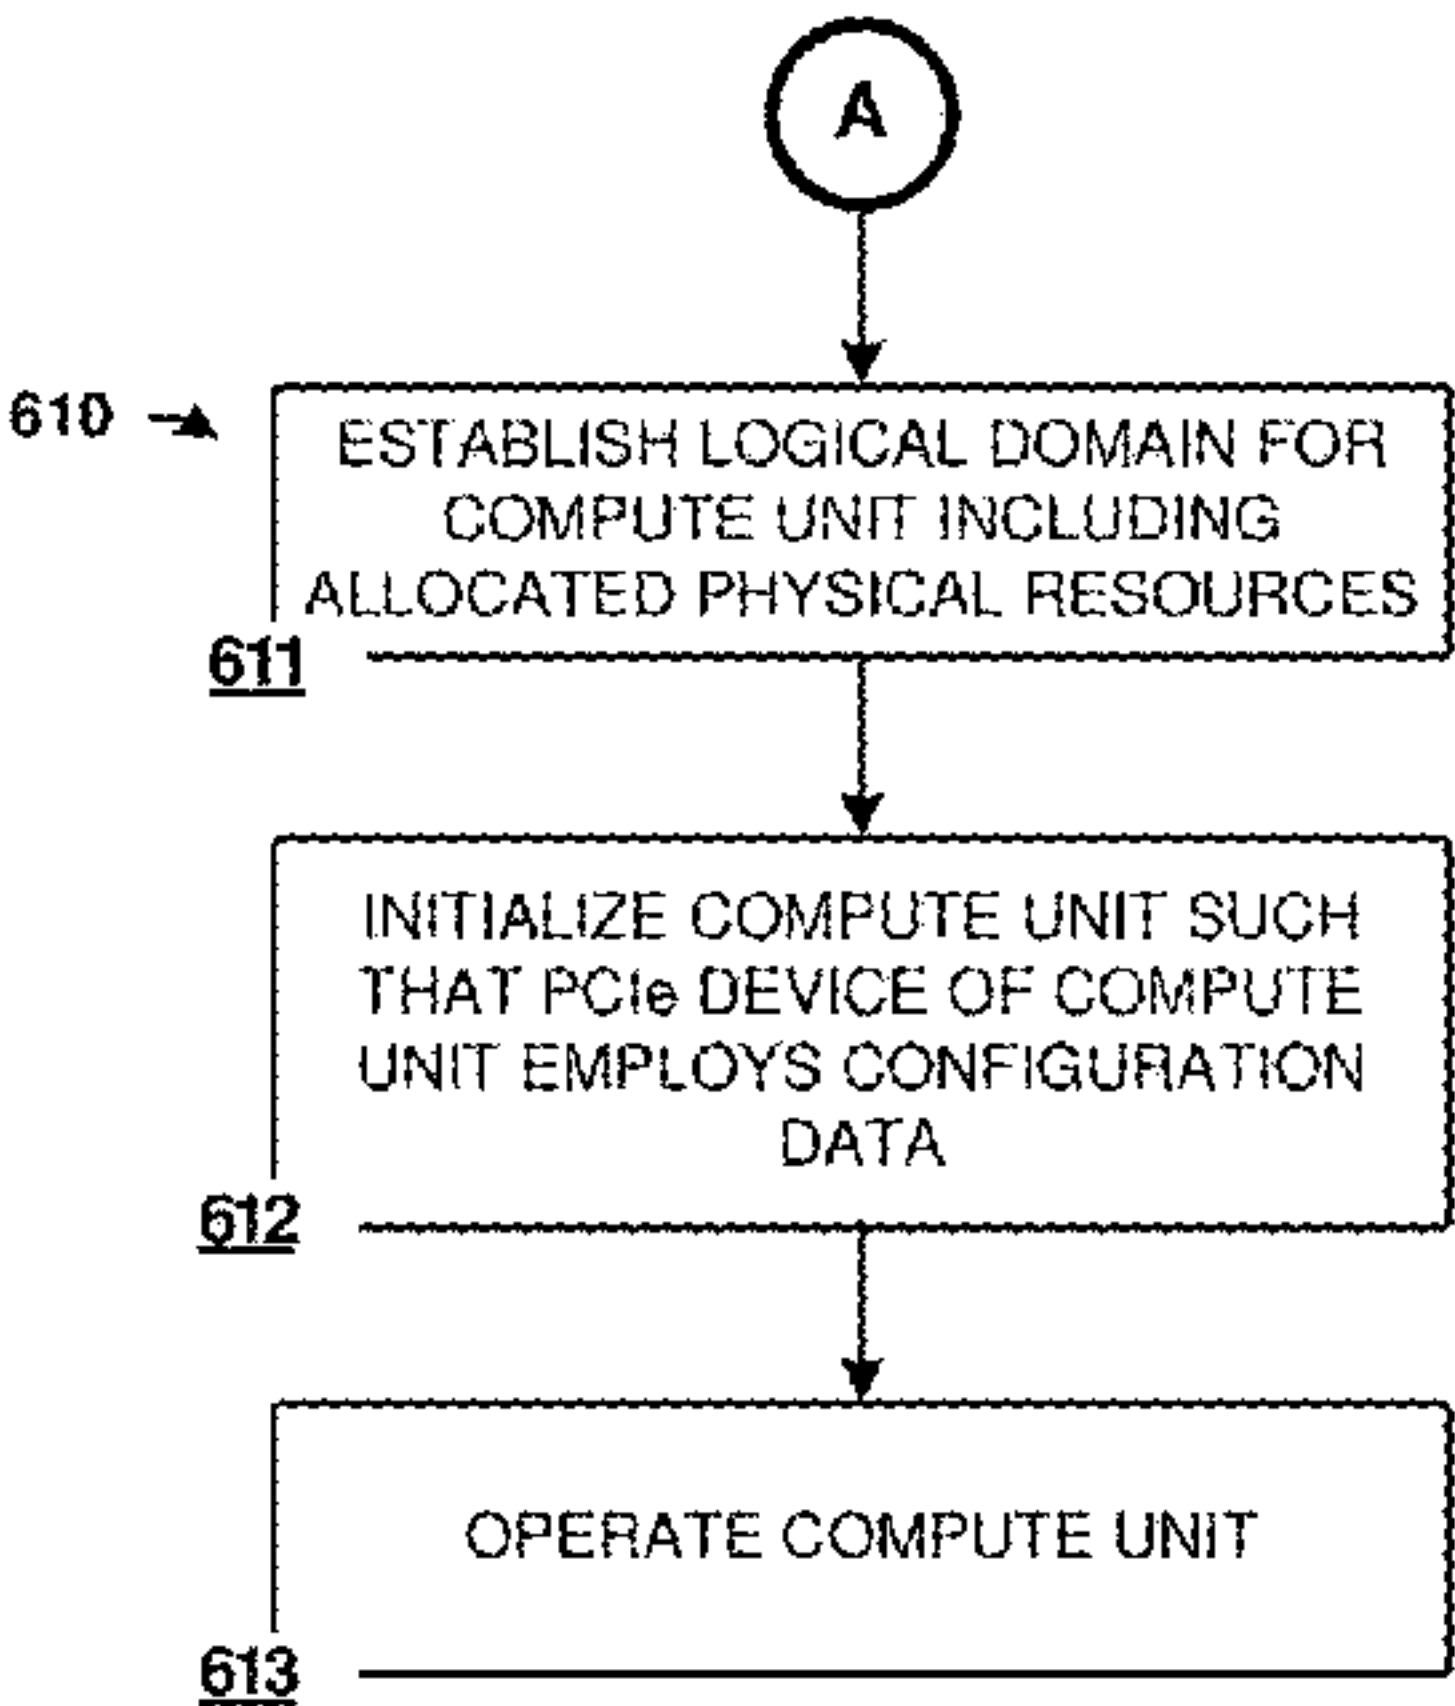 A
610
ESTABLISH LOGICAL DOMAIN FOR
COMPUTE UNIT INCLUDING
ALLOCATED PHYSICAL RESOURCES
611
INITIALIZE COMPUTE UNIT SUCH
THAT PCIe DEVICE OF COMPUTE
UNIT EMPLOYS CONFIGURATION
DATA
612
OPERATE COMPUTE UNIT
613